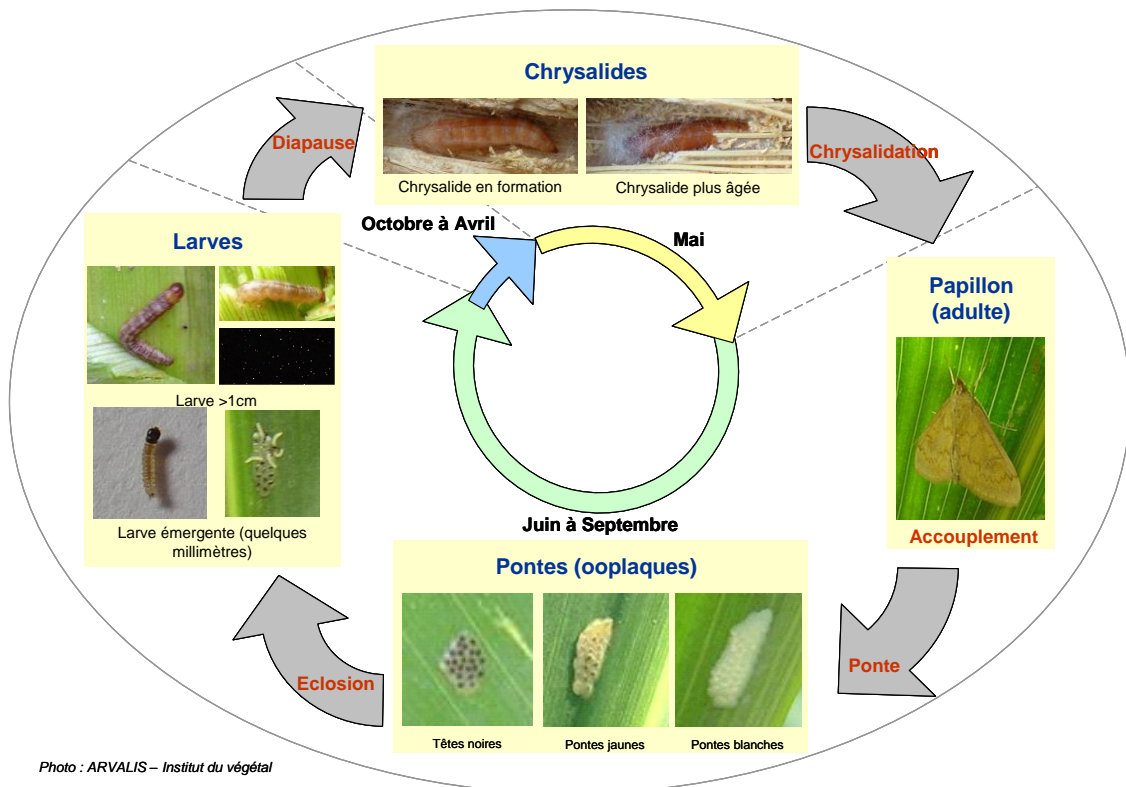 Chrysalides
Chrysalide en formation
Chrysalide plus âgée
Diapause
Chrysalidation
Octobre à Avril
Mai
Larves
Larve >1cm
Larve émergente (quelques
millimètres)
Papillon
(adulte)
Accouplement
Juin à Septembre
Pontes (ooplaques)
Têtes noires
Pontes jaunes
Pontes blanches
Eclosion
Ponte
Photo : ARVALIS – Institut du végétal